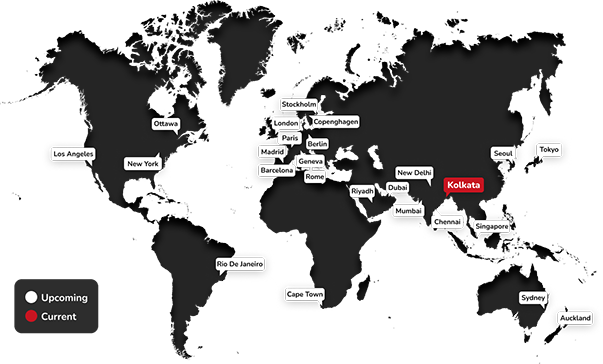 Stockholm
Ottawa
London
Copenghagen
Paris
Berlin
Los Angeles
New York
Madrid
Geneva
Seoul
Tokyo
Barcelona
Rome
New Delhi
Riyadh
Dubai
Kolkata
Mumbai
Chennai
Singapore
Rio De Janeiro
Cape Town
Sydney
Auckland
Upcoming
Current